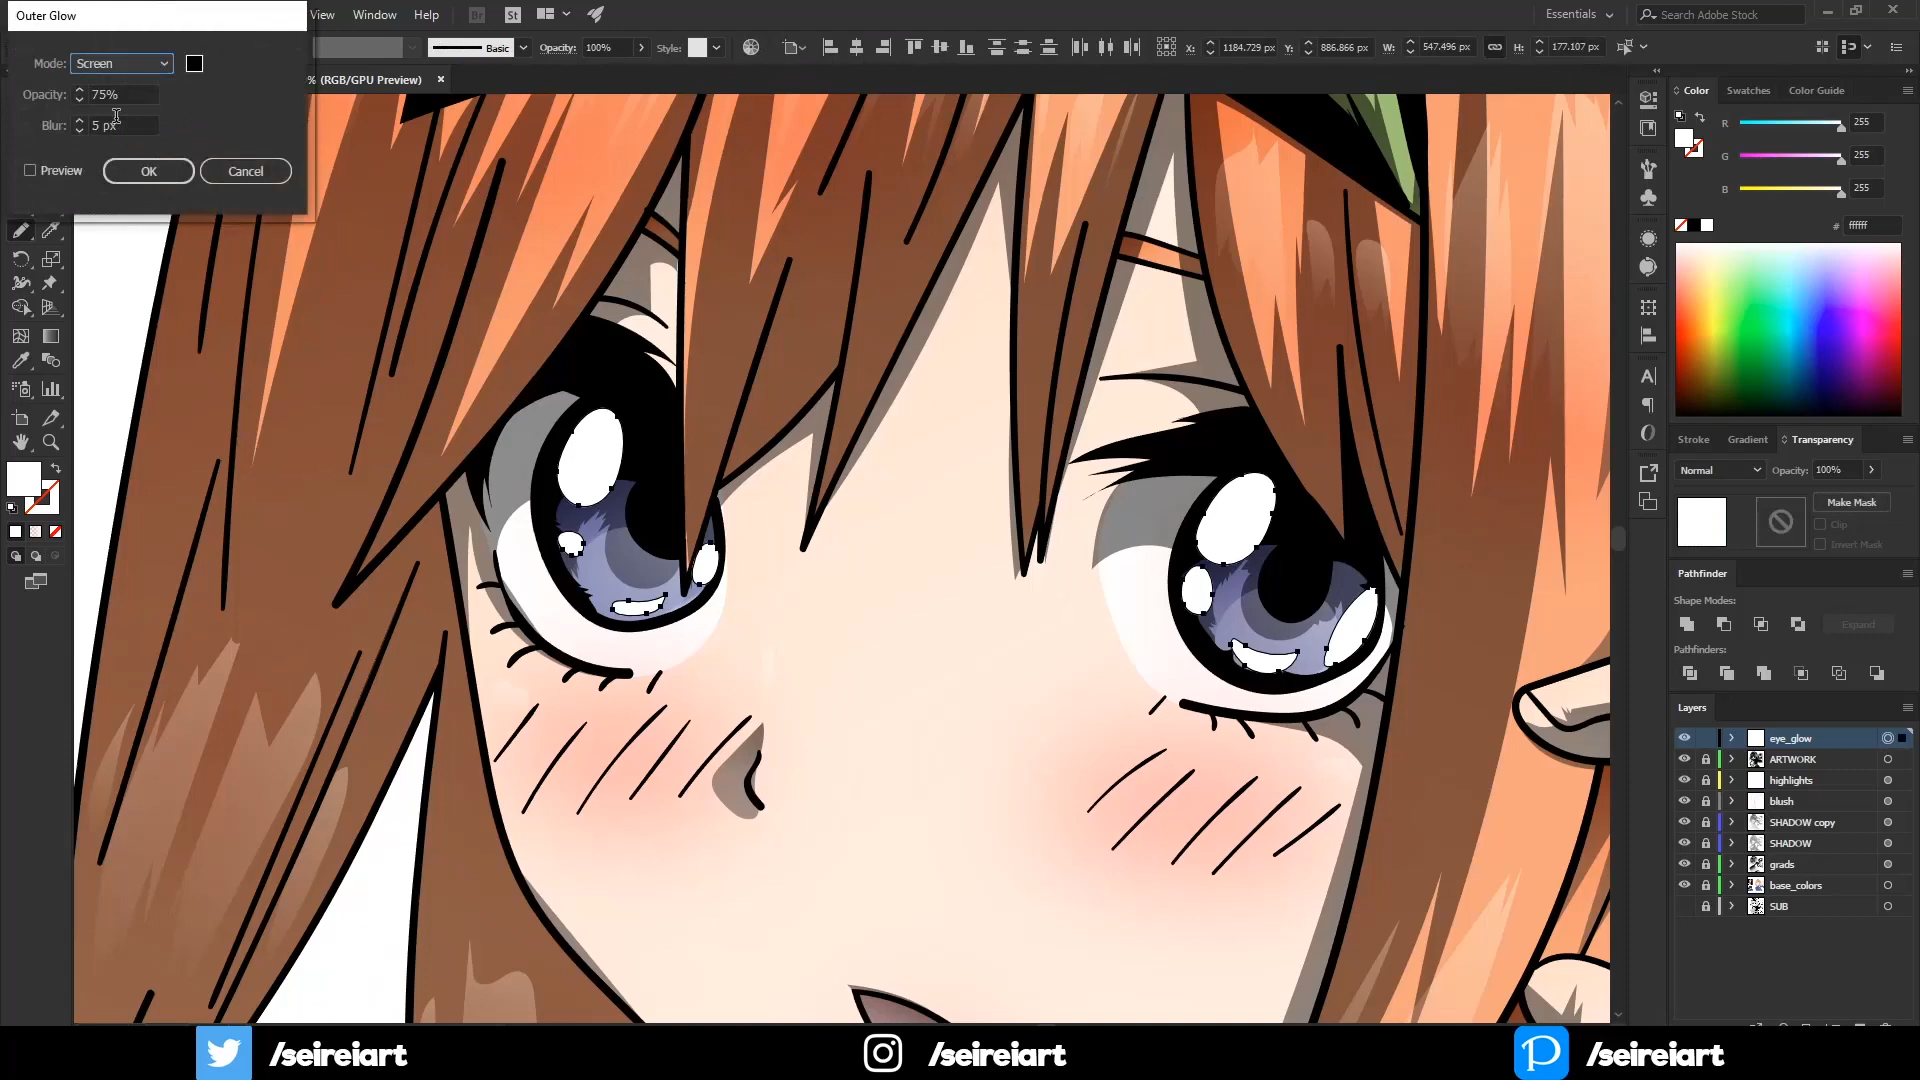 Outer Glow
View
Window
Help
Br
St
Essentials
Search Adobe Stock
Basic
Opacity:
100%
Style:
X:
1184.729 px
Y:
886.866 px
W:
547.496 px
H:
177.107 px
Mode:
Screen
% (RGB/GPU Preview)
×
Opacity:
75%
Blur:
5 px
Preview
OK
Cancel
Color
Swatches
Color Guide
R
255
G
255
B
255
#
ffffff
Stroke
Gradient
Transparency
Normal
Opacity:
100%
Make Mask
Clip
Invert Mask
Pathfinder
Shape Modes:
Expand
Pathfinders:
Layers
eye_glow
ARTWORK
highlights
blush
SHADOW copy
SHADOW
grads
base_colors
SUB
/seireiart
/seireiart
/seireiart